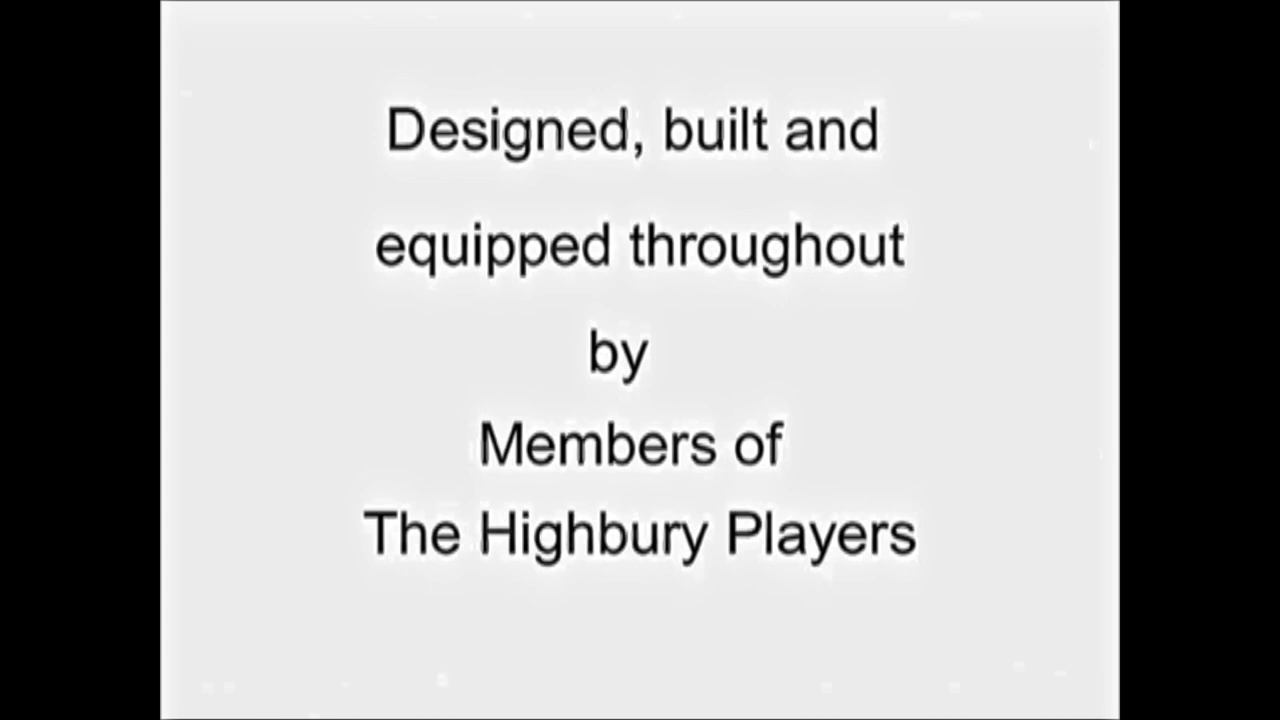 Designed, built and
equipped throughout
by
Members of
The Highbury Players